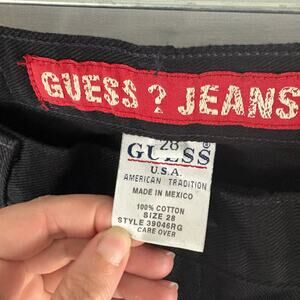 GUESS ? JEANS
28
GUESS
U.S.A.
AMERICAN TRADITION
MADE IN MEXICO
100% COTTON
SIZE 28
STYLE 39046RG
CARE OVER